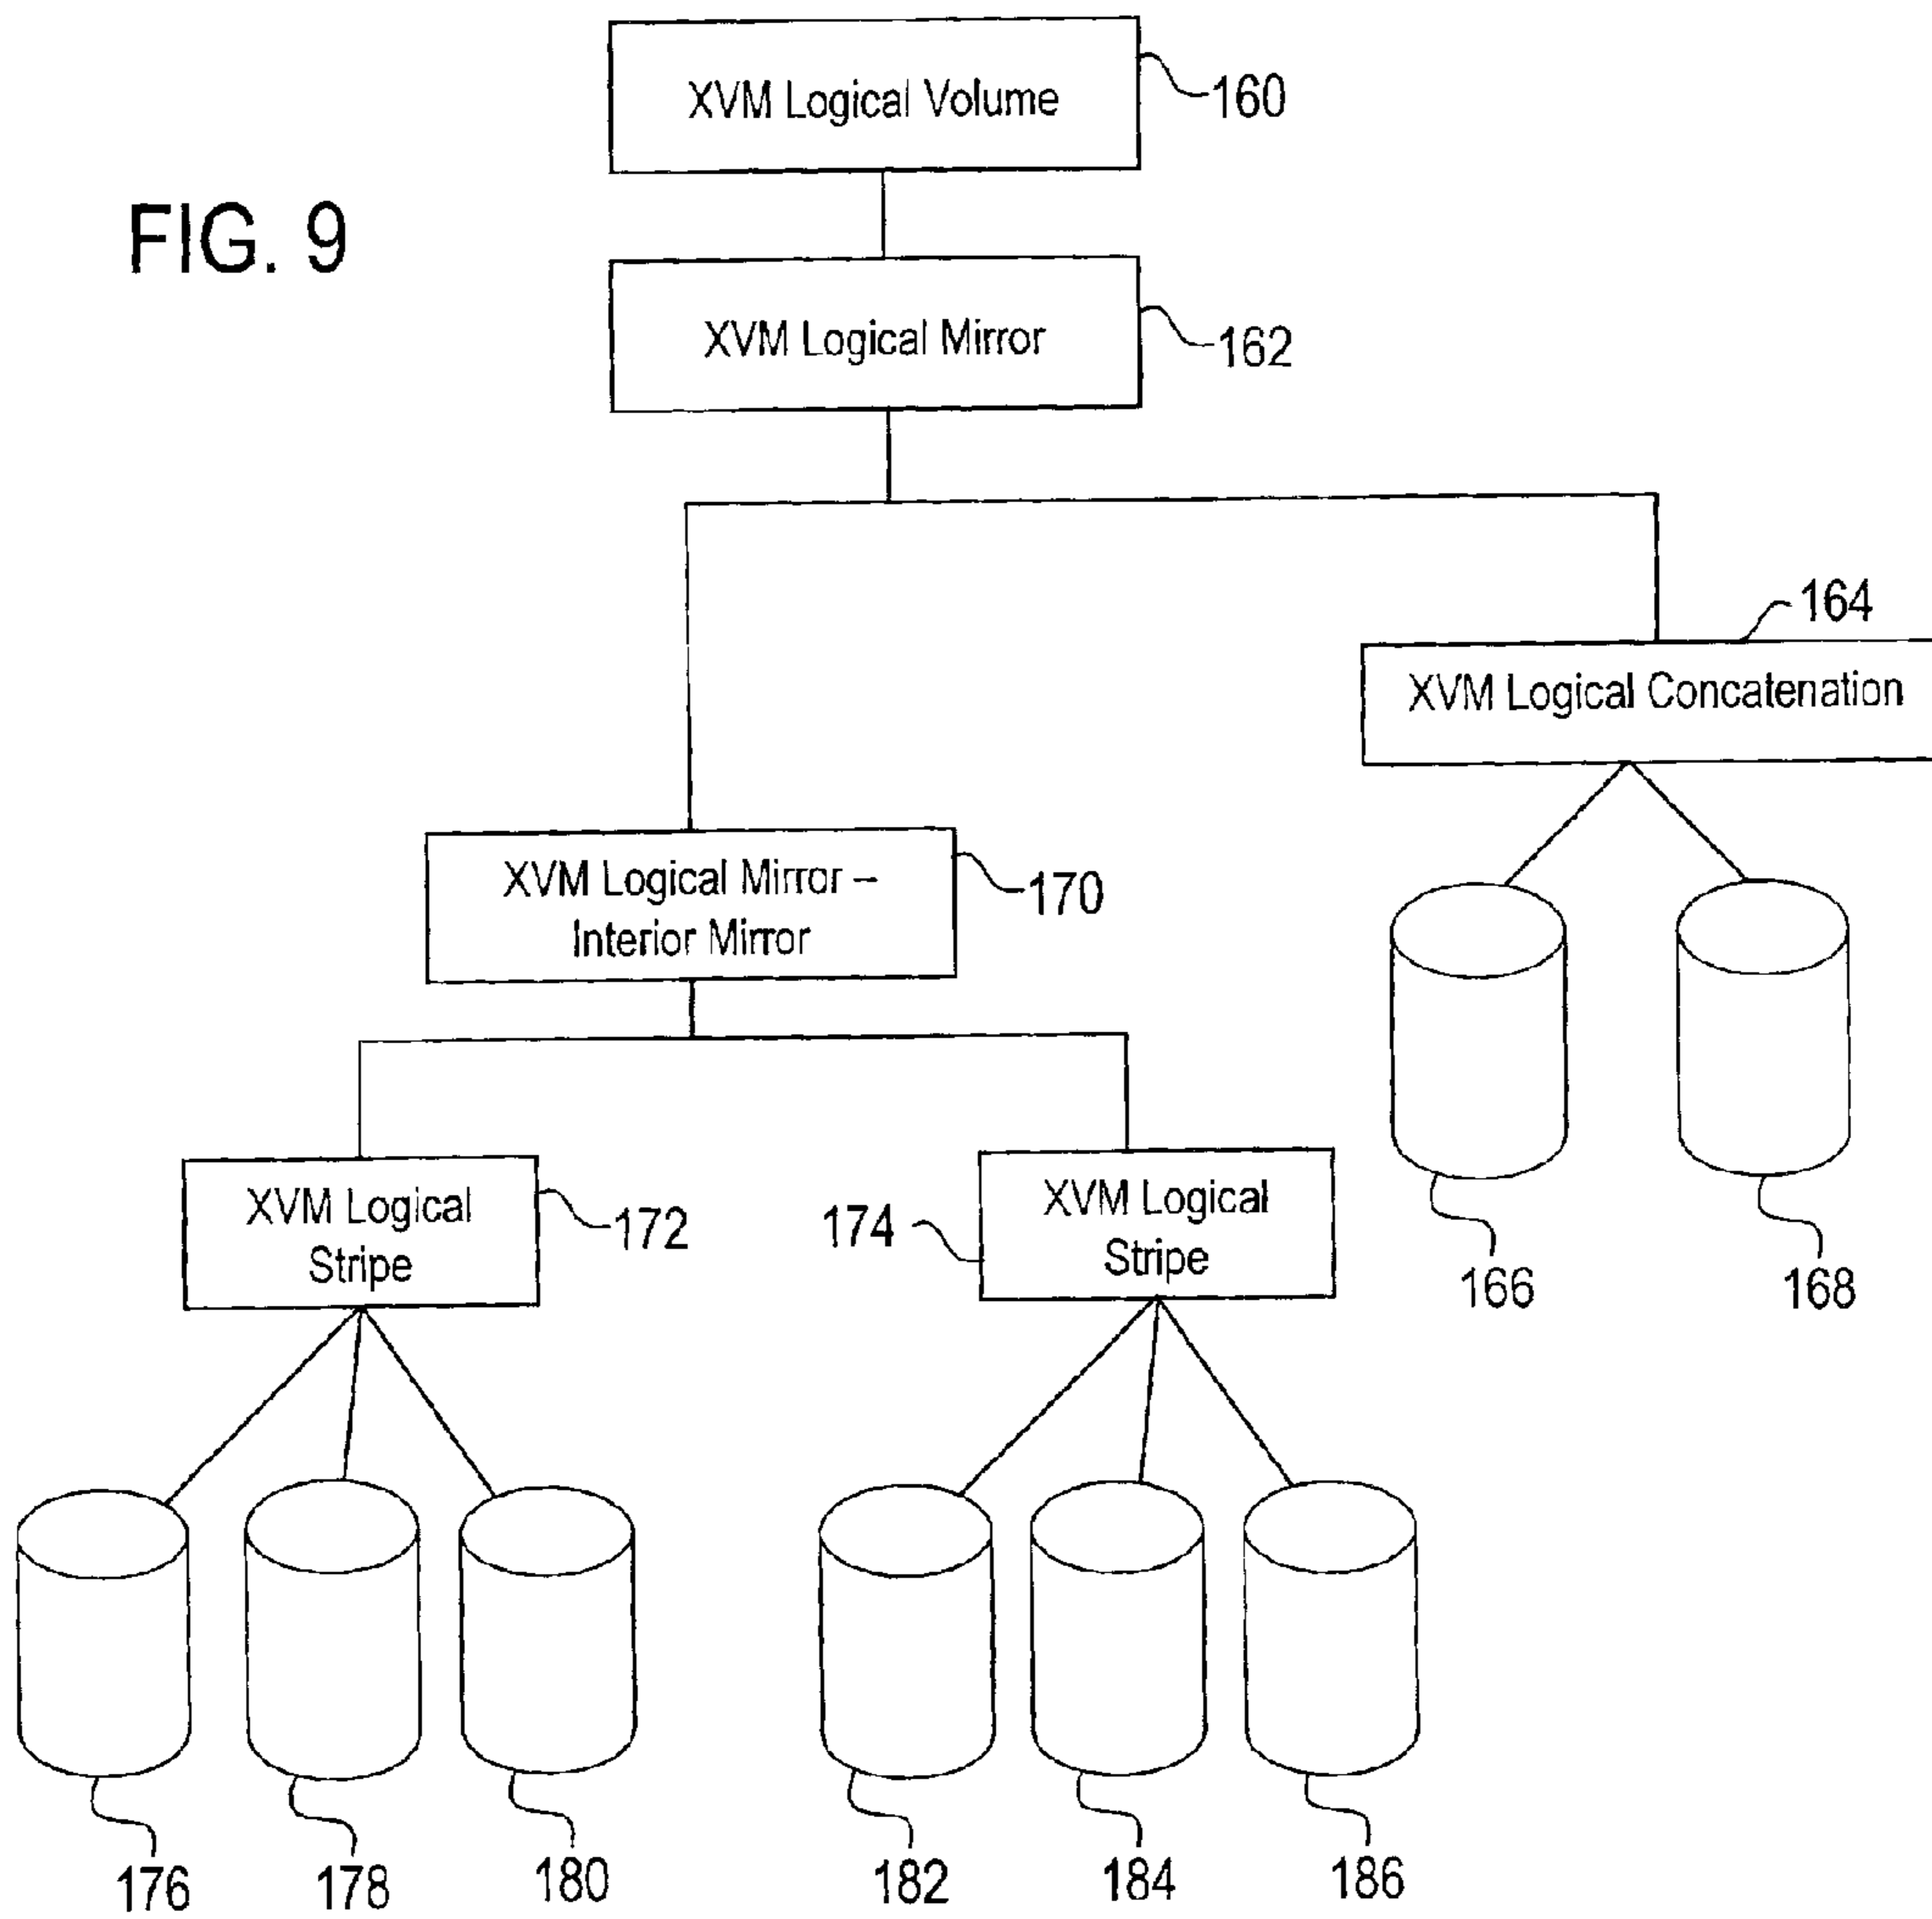 XVM Logical Volume
160
FIG. 9
XVM Logical Mirror
162
164
XVM Logical Concatenation
XVM Logical Mirror –
Interior Mirror
170
XVM Logical
Stripe
172
174
XVM Logical
Stripe
166
168
176
178
180
182
184
186